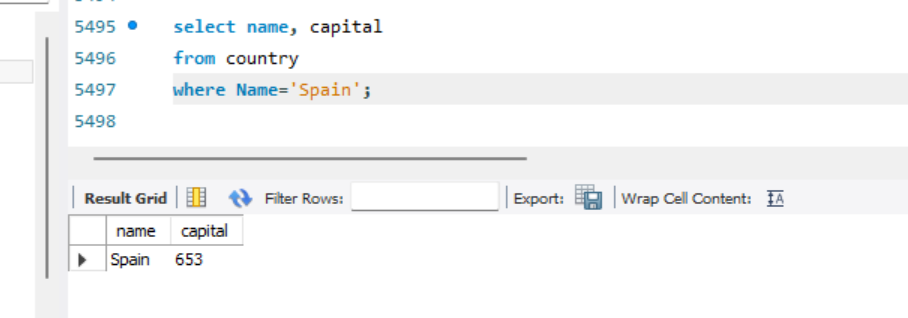 5495 select name, capital
5496 from country
5497 where Name='Spain';
5498
Result Grid Filter Rows: Export: Wrap Cell Content: IA
name capital
Spain 653